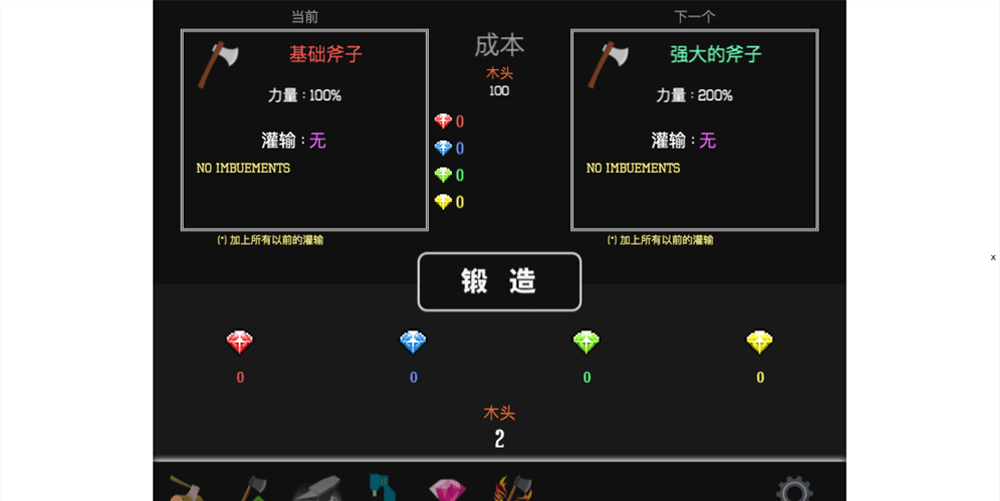 当前
基础斧子
力量 : 100%
灌输 : 无
NO IMBUEMENTS
(*) 加上所有以前的灌输
成本
木头
100
0
0
0
0
下一个
强大的斧子
力量 : 200%
灌输 : 无
NO IMBUEMENTS
(*) 加上所有以前的灌输
锻 造
x
0 0 0 0
木头
2